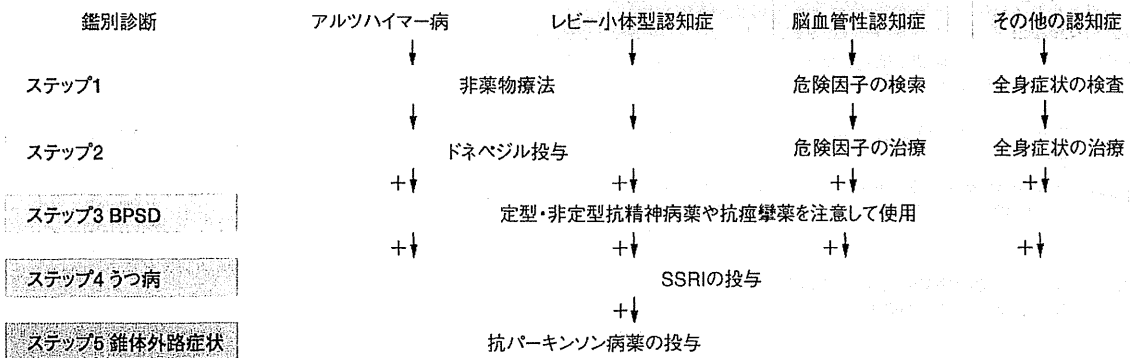 鑑別診断 アルツハイマー病 レビー小体型認知症 脳血管性認知症 その他の認知症
ステップ1 非薬物療法 危険因子の検索 全身症状の検査
ステップ2 ドネペジル投与 危険因子の治療 全身症状の治療
+ + + +
ステップ3 BPSD 定型・非定型抗精神病薬や抗痙攣薬を注意して使用
+ + + +
ステップ4 うつ病 SSRIの投与
+
ステップ5 錐体外路症状 抗パーキンソン病薬の投与